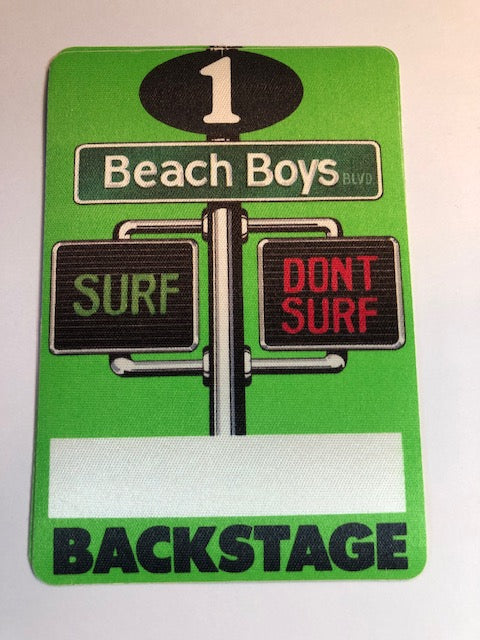 1
Beach Boys BLVD
SURF
DONT
SURF
BACKSTAGE